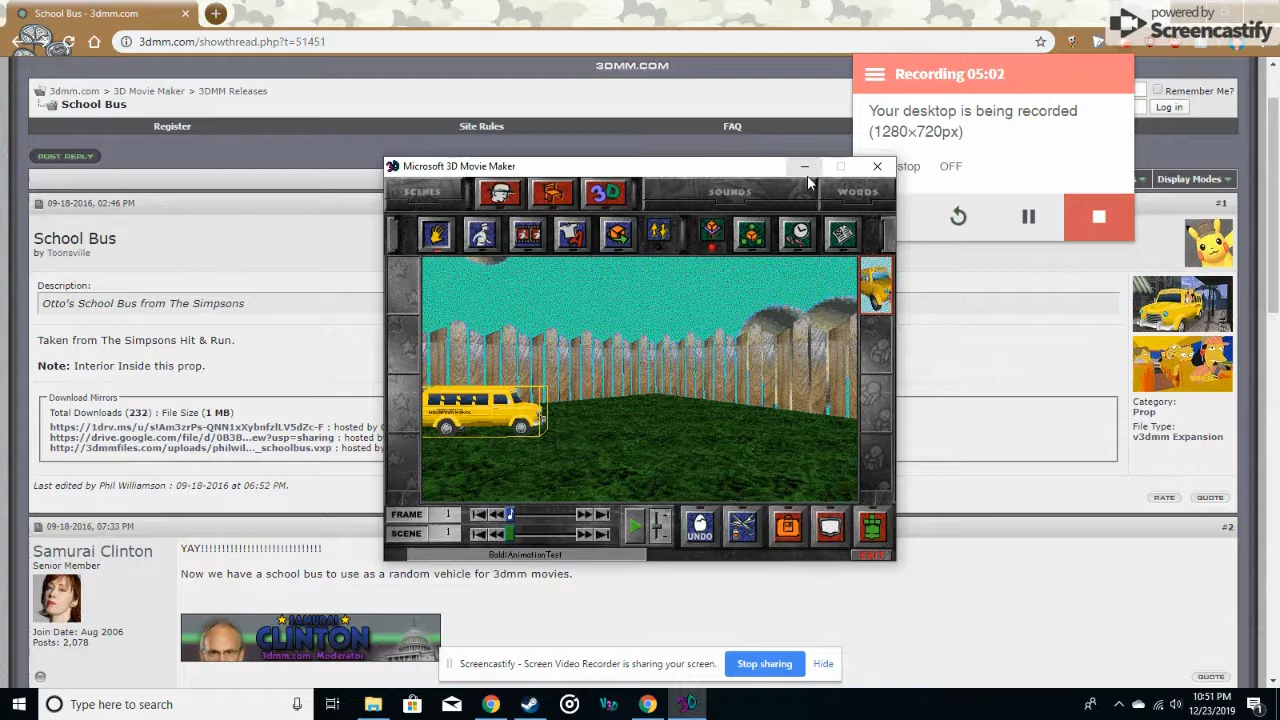 School Bus - 3dmm.com
powered by
Screencastify
3dmm.com/showthread.php?t=51451
3DMM.COM
Recording 05:02
3dmm.com > 3D Movie Maker > 3DMM Releases
Remember Me?
School Bus
Log in
Your desktop is being recorded
(1280×720px)
Register
Site Rules
FAQ
POST REPLY
stop
OFF
Display Modes
Microsoft 3D Movie Maker
SCENES
3D
SOUNDS
WORDS
09-18-2016, 02:46 PM
#1
School Bus
by Toonsville
Description:
Otto's School Bus from The Simpsons
Taken from The Simpsons Hit & Run.
Note: Interior Inside this prop.
Download Mirrors
Total Downloads (232) : File Size (1 MB)
https://1drv.ms/u/s!Am3zrPs-QNN1xXybnfzlLV5dZc-F : hosted by
https://drive.google.com/file/d/0B3B...ew?usp=sharing : hosted by
http://3dmmfiles.com/uploads/philwil..._schoolbus.vxp : hosted by
Category:
Prop
File Type:
v3dmm Expansion
Last edited by Phil Williamson : 09-18-2016 at 06:52 PM.
RATE
QUOTE
FRAME 1
SCENE 1
UNDO
BaldiAnimationTest
EXIT
09-18-2016, 07:33 PM
#2
Samurai Clinton
Senior Member
Join Date: Aug 2006
Posts: 2,078
YAY!!!!!!!!!!!!!!!!!!!!!!!!!!!!!!!
Now we have a school bus to use as a random vehicle for 3dmm movies.
SAMURAI
CLINTON
3dmm.com Moderator
Screencastify - Screen Video Recorder is sharing your screen.
Stop sharing
Hide
QUOTE
Type here to search
V3D
3D
10:51 PM
12/23/2019
1